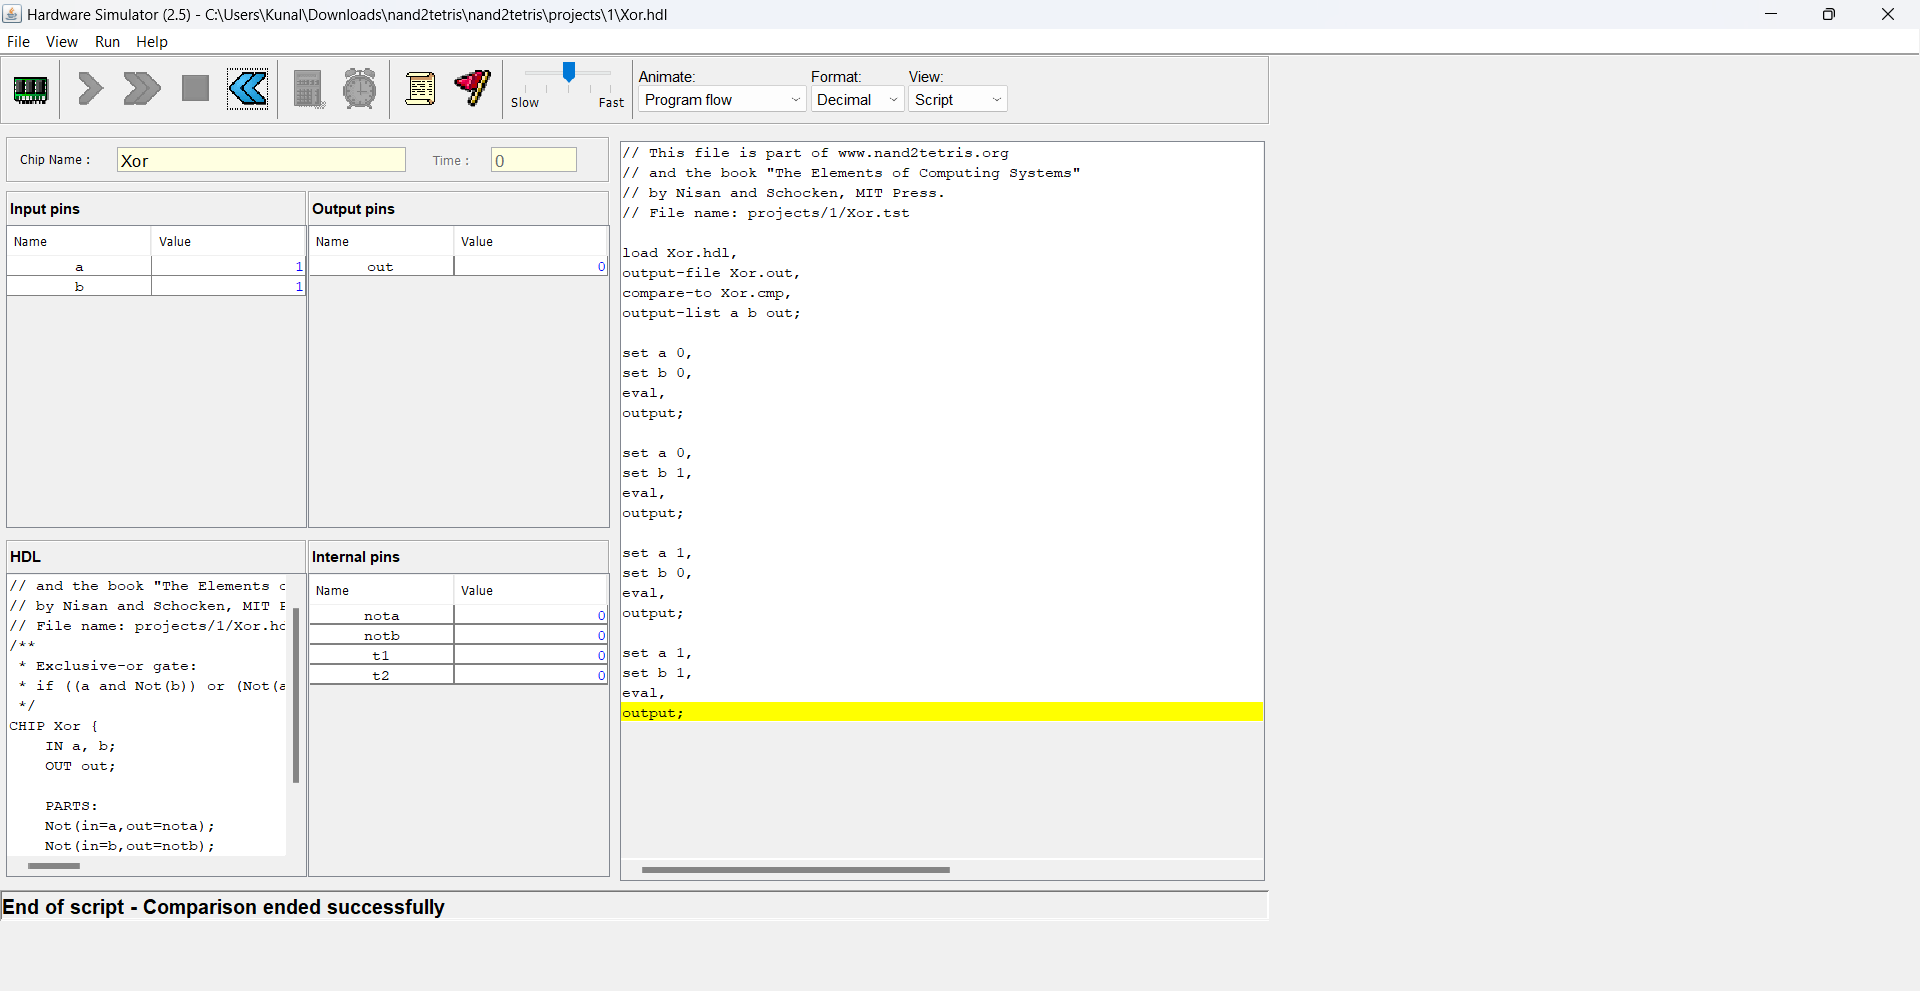 Hardware Simulator (2.5) - C:\Users\Kunal\Downloads\nand2tetris\nand2tetris\projects\1\Xor.hdl
File View Run Help
Slow Fast
Animate: Format: View:
Program flow Decimal Script
Chip Name : Xor Time : 0
Input pins
Name Value
a 1
b 1
Output pins
Name Value
out 0
HDL
// and the book "The Elements
// by Nisan and Schocken, MIT
// File name: projects/1/Xor.hd
/**
* Exclusive-or gate:
* if ((a and Not(b)) or (Not(a
*/
CHIP Xor {
IN a, b;
OUT out;
PARTS:
Not(in=a,out=nota);
Not(in=b,out=notb);
Internal pins
Name Value
nota 0
notb 0
t1 0
t2 0
// This file is part of www.nand2tetris.org
// and the book "The Elements of Computing Systems"
// by Nisan and Schocken, MIT Press.
// File name: projects/1/Xor.tst
load Xor.hdl,
output-file Xor.out,
compare-to Xor.cmp,
output-list a b out;
set a 0,
set b 0,
eval,
output;
set a 0,
set b 1,
eval,
output;
set a 1,
set b 0,
eval,
output;
set a 1,
set b 1,
eval,
output;
End of script - Comparison ended successfully